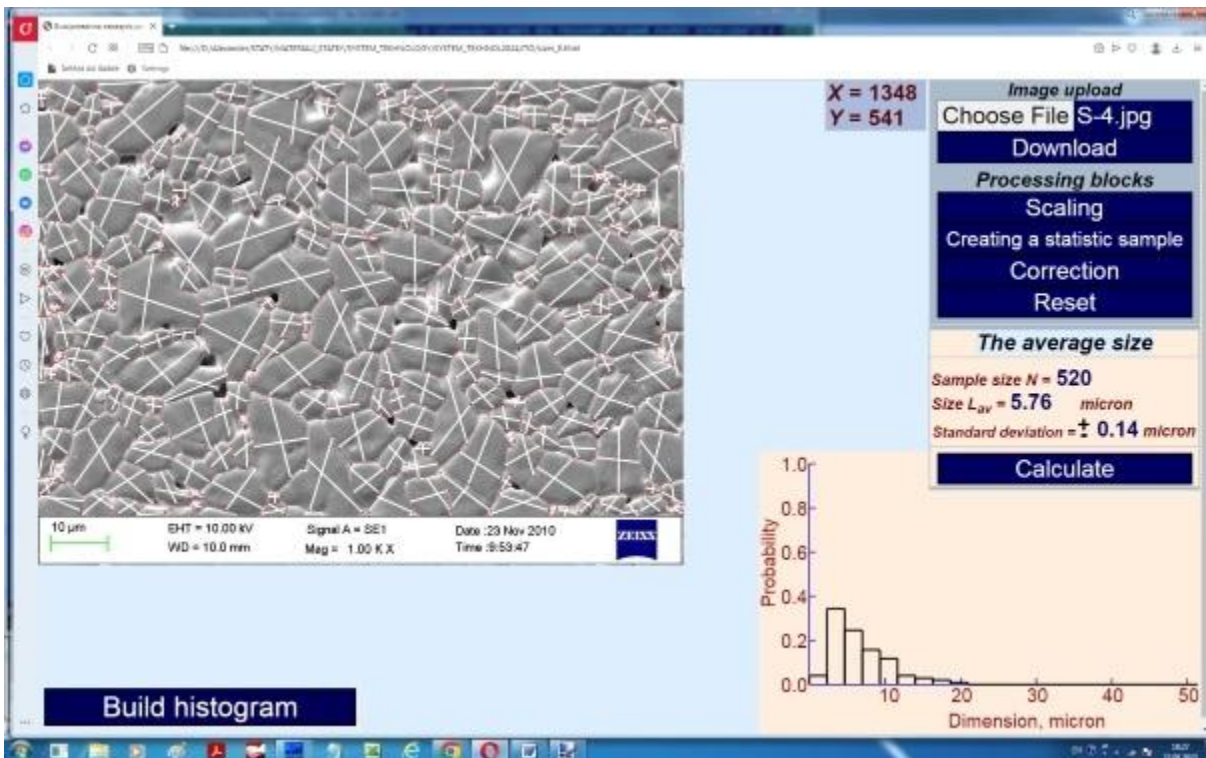 X = 1348
Y = 541
Image upload
Choose File S-4.jpg
Download
Processing blocks
Scaling
Creating a statistic sample
Correction
Reset
The average size
Sample size N = 520
Size Lav = 5.76 micron
Standard deviation = ± 0.14 micron
Calculate
10 µm
EHT = 10.00 kV
WD = 10.0 mm
Signal A = SE1
Mag = 1.00 K X
Date :23 Nov 2010
Time :9:53:47
ZEISS
1.0
0.8
0.6
0.4
0.2
0.0
Probability
10 20 30 40 50
Dimension, micron
Build histogram